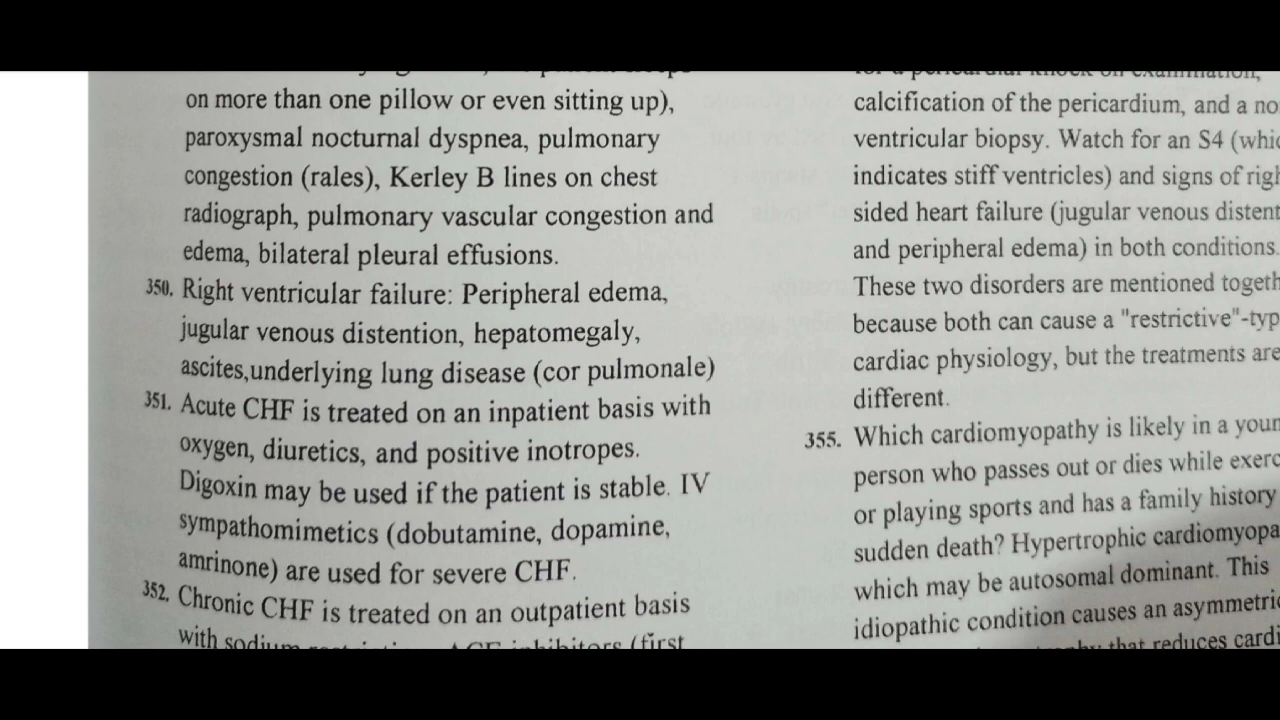 on more than one pillow or even sitting up),
paroxysmal nocturnal dyspnea, pulmonary
congestion (rales), Kerley B lines on chest
radiograph, pulmonary vascular congestion and
edema, bilateral pleural effusions.
350. Right ventricular failure: Peripheral edema,
jugular venous distention, hepatomegaly,
ascites,underlying lung disease (cor pulmonale)
351. Acute CHF is treated on an inpatient basis with
oxygen, diuretics, and positive inotropes.
Digoxin may be used if the patient is stable. IV
sympathomimetics (dobutamine, dopamine,
amrinone) are used for severe CHF.
352. Chronic CHF is treated on an outpatient basis
with sodium ACE inhibitors (first
for a pericardial knock on examination,
calcification of the pericardium, and a no
ventricular biopsy. Watch for an S4 (whic
indicates stiff ventricles) and signs of righ
sided heart failure (jugular venous distent
and peripheral edema) in both conditions.
These two disorders are mentioned togeth
because both can cause a "restrictive"-typ
cardiac physiology, but the treatments are
different.
355. Which cardiomyopathy is likely in a youn
person who passes out or dies while exerc
or playing sports and has a family history
sudden death? Hypertrophic cardiomyopa
which may be autosomal dominant. This
idiopathic condition causes an asymmetric
that reduces cardi